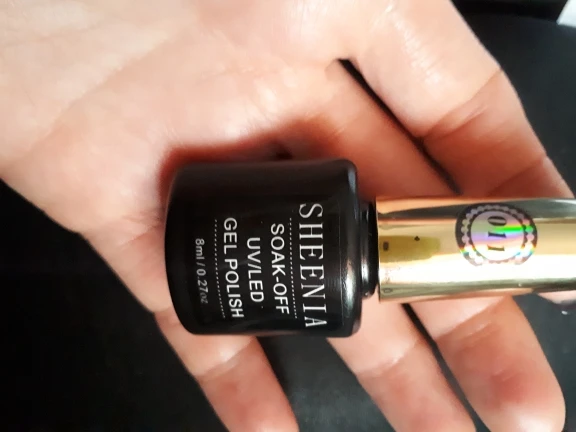 SHEENIA
SOAK-OFF
UV/LED
GEL POLISH
8ml / 0.27oz
011